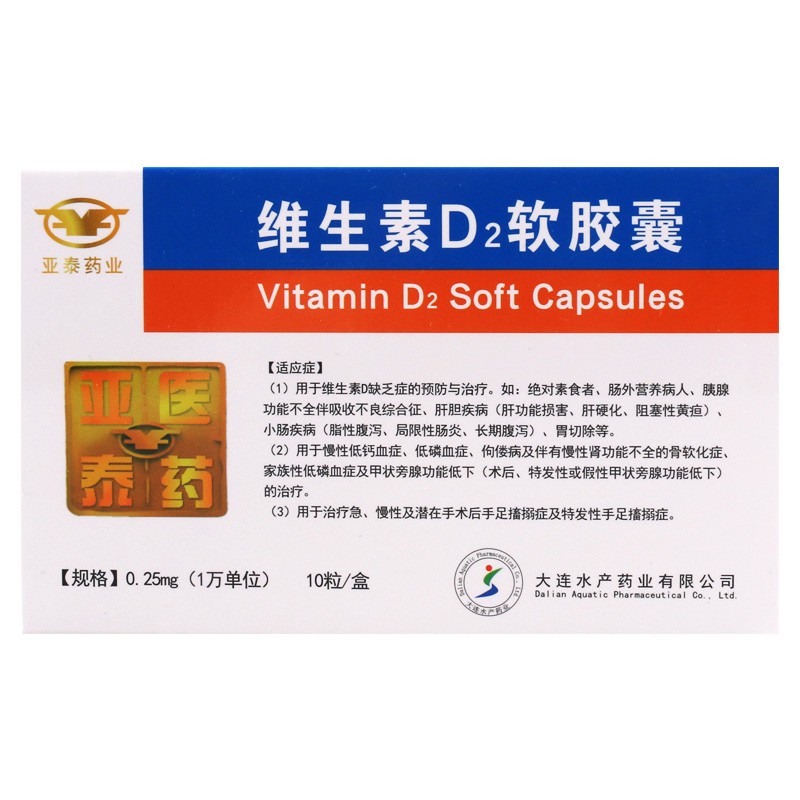 亚泰药业
维生素D2软胶囊
Vitamin D2 Soft Capsules
亚医
泰药
【适应症】
（1）用于维生素D缺乏症的预防与治疗。如：绝对素食者、肠外营养病人、胰腺
功能不全伴吸收不良综合征、肝胆疾病（肝功能损害、肝硬化、阻塞性黄疸）、
小肠疾病（脂性腹泻、局限性肠炎、长期腹泻）、胃切除等。
（2）用于慢性低钙血症、低磷血症、佝偻病及伴有慢性肾功能不全的骨软化症、
家族性低磷血症及甲状旁腺功能低下（术后、特发性或假性甲状旁腺功能低下）
的治疗。
（3）用于治疗急、慢性及潜在手术后手足搐搦症及特发性手足搐搦症。
【规格】0.25mg（1万单位） 10粒/盒
Dalian Aquatic Pharmaceutical Co., Ltd.
大连水产药业
大连水产药业有限公司
Dalian Aquatic Pharmaceutical Co., Ltd.